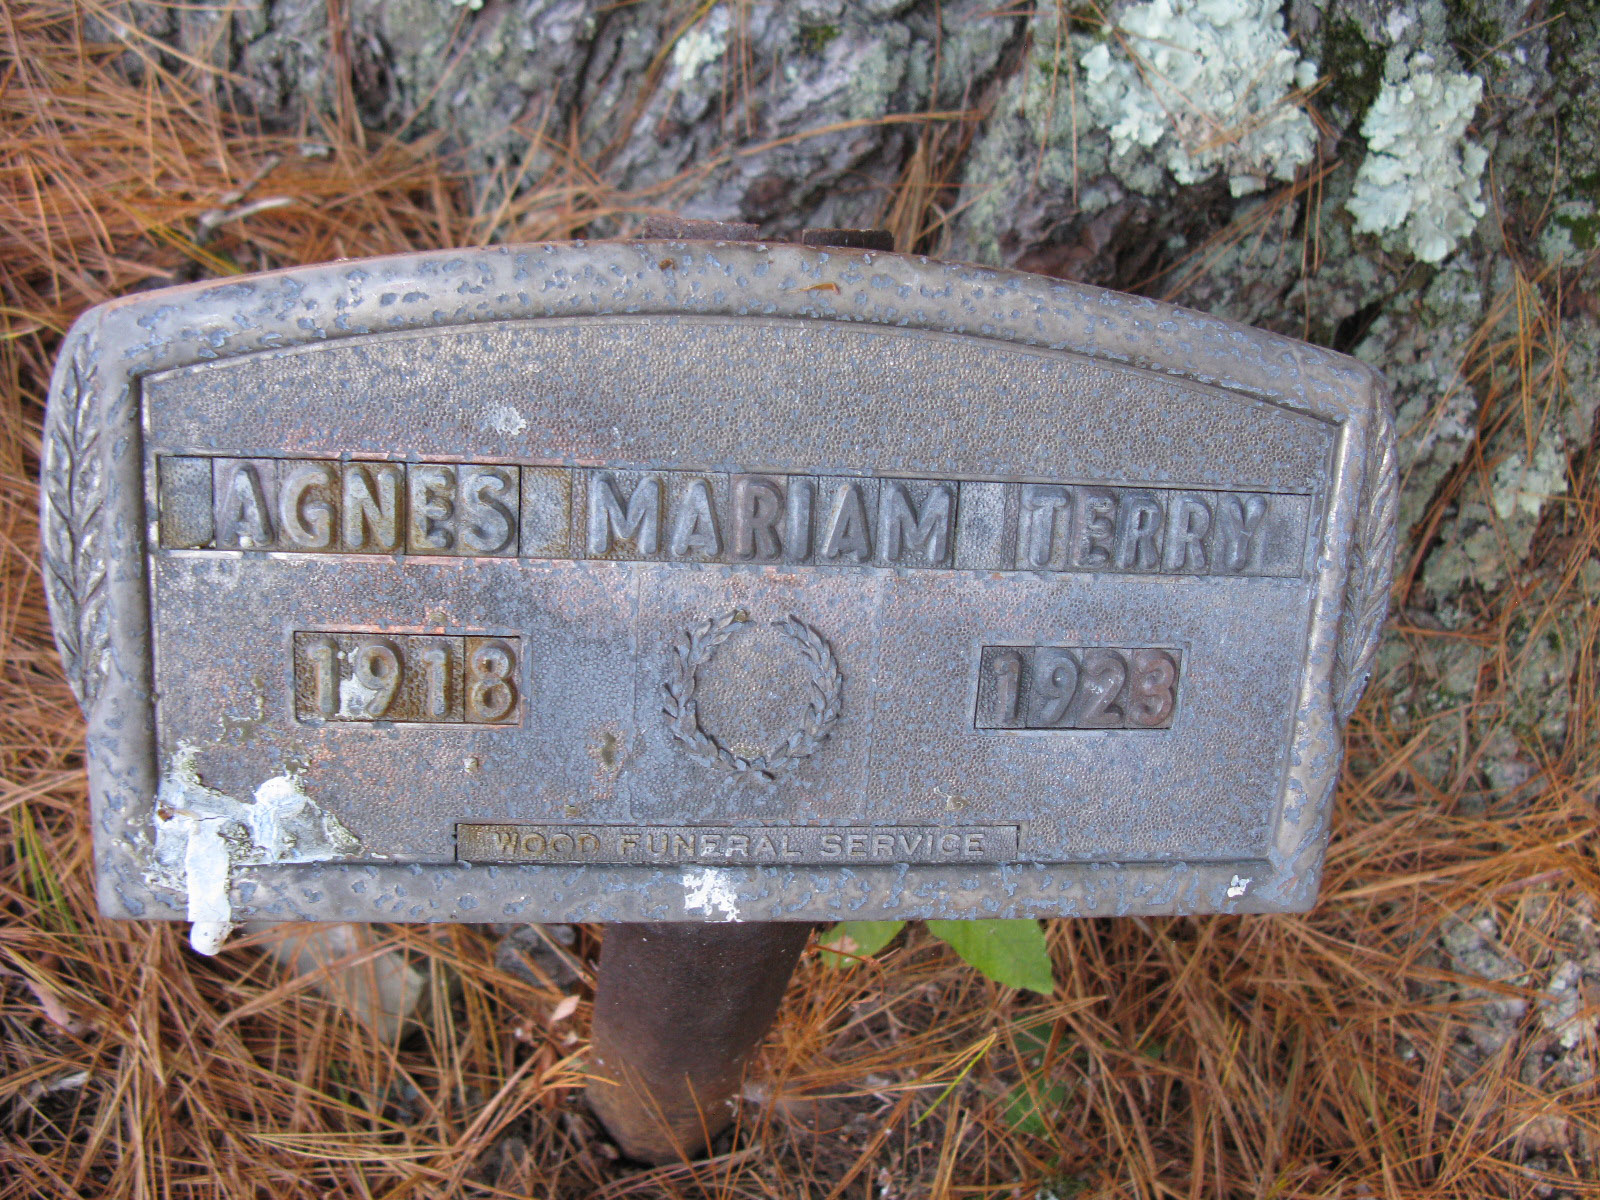 AGNES MARIAM TERRY
1918 1923
WOOD FUNERAL SERVICE